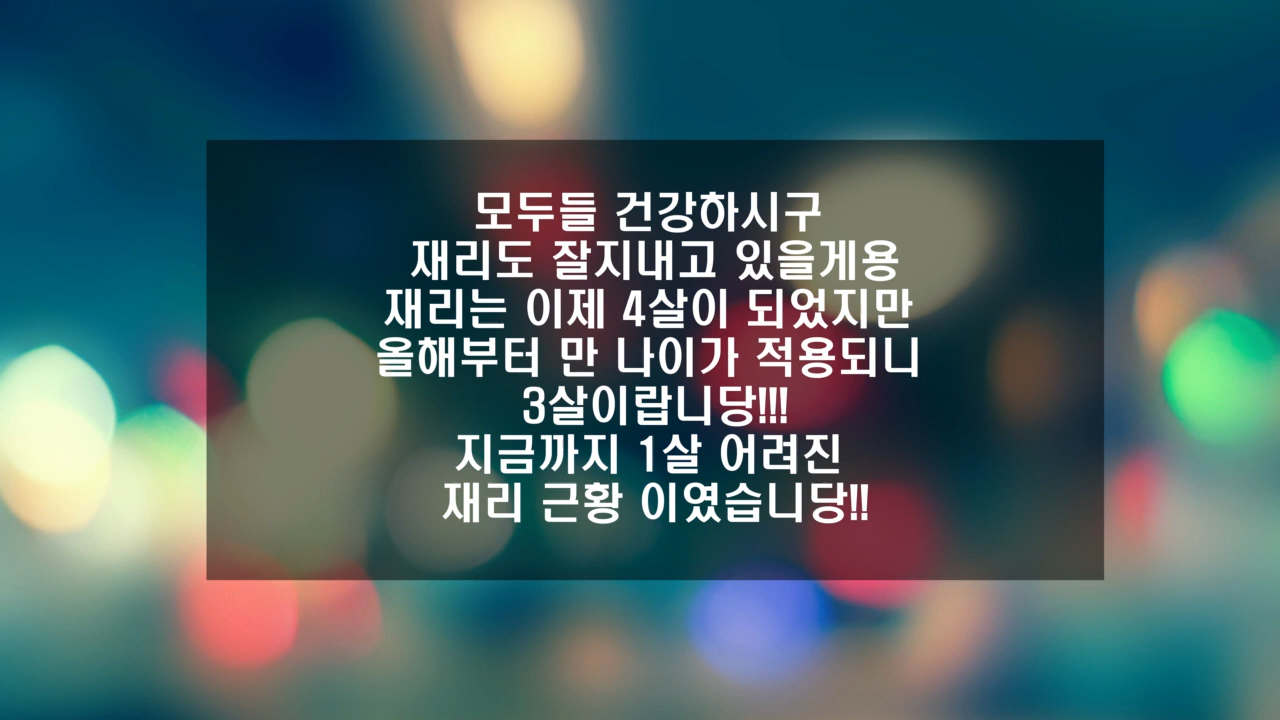 모두들 건강하시구
재리도 잘지내고 있을게용
재리는 이제 4살이 되었지만
올해부터 만 나이가 적용되니
3살이랍니당!!!
지금까지 1살 어려진
재리 근황 이였습니당!!